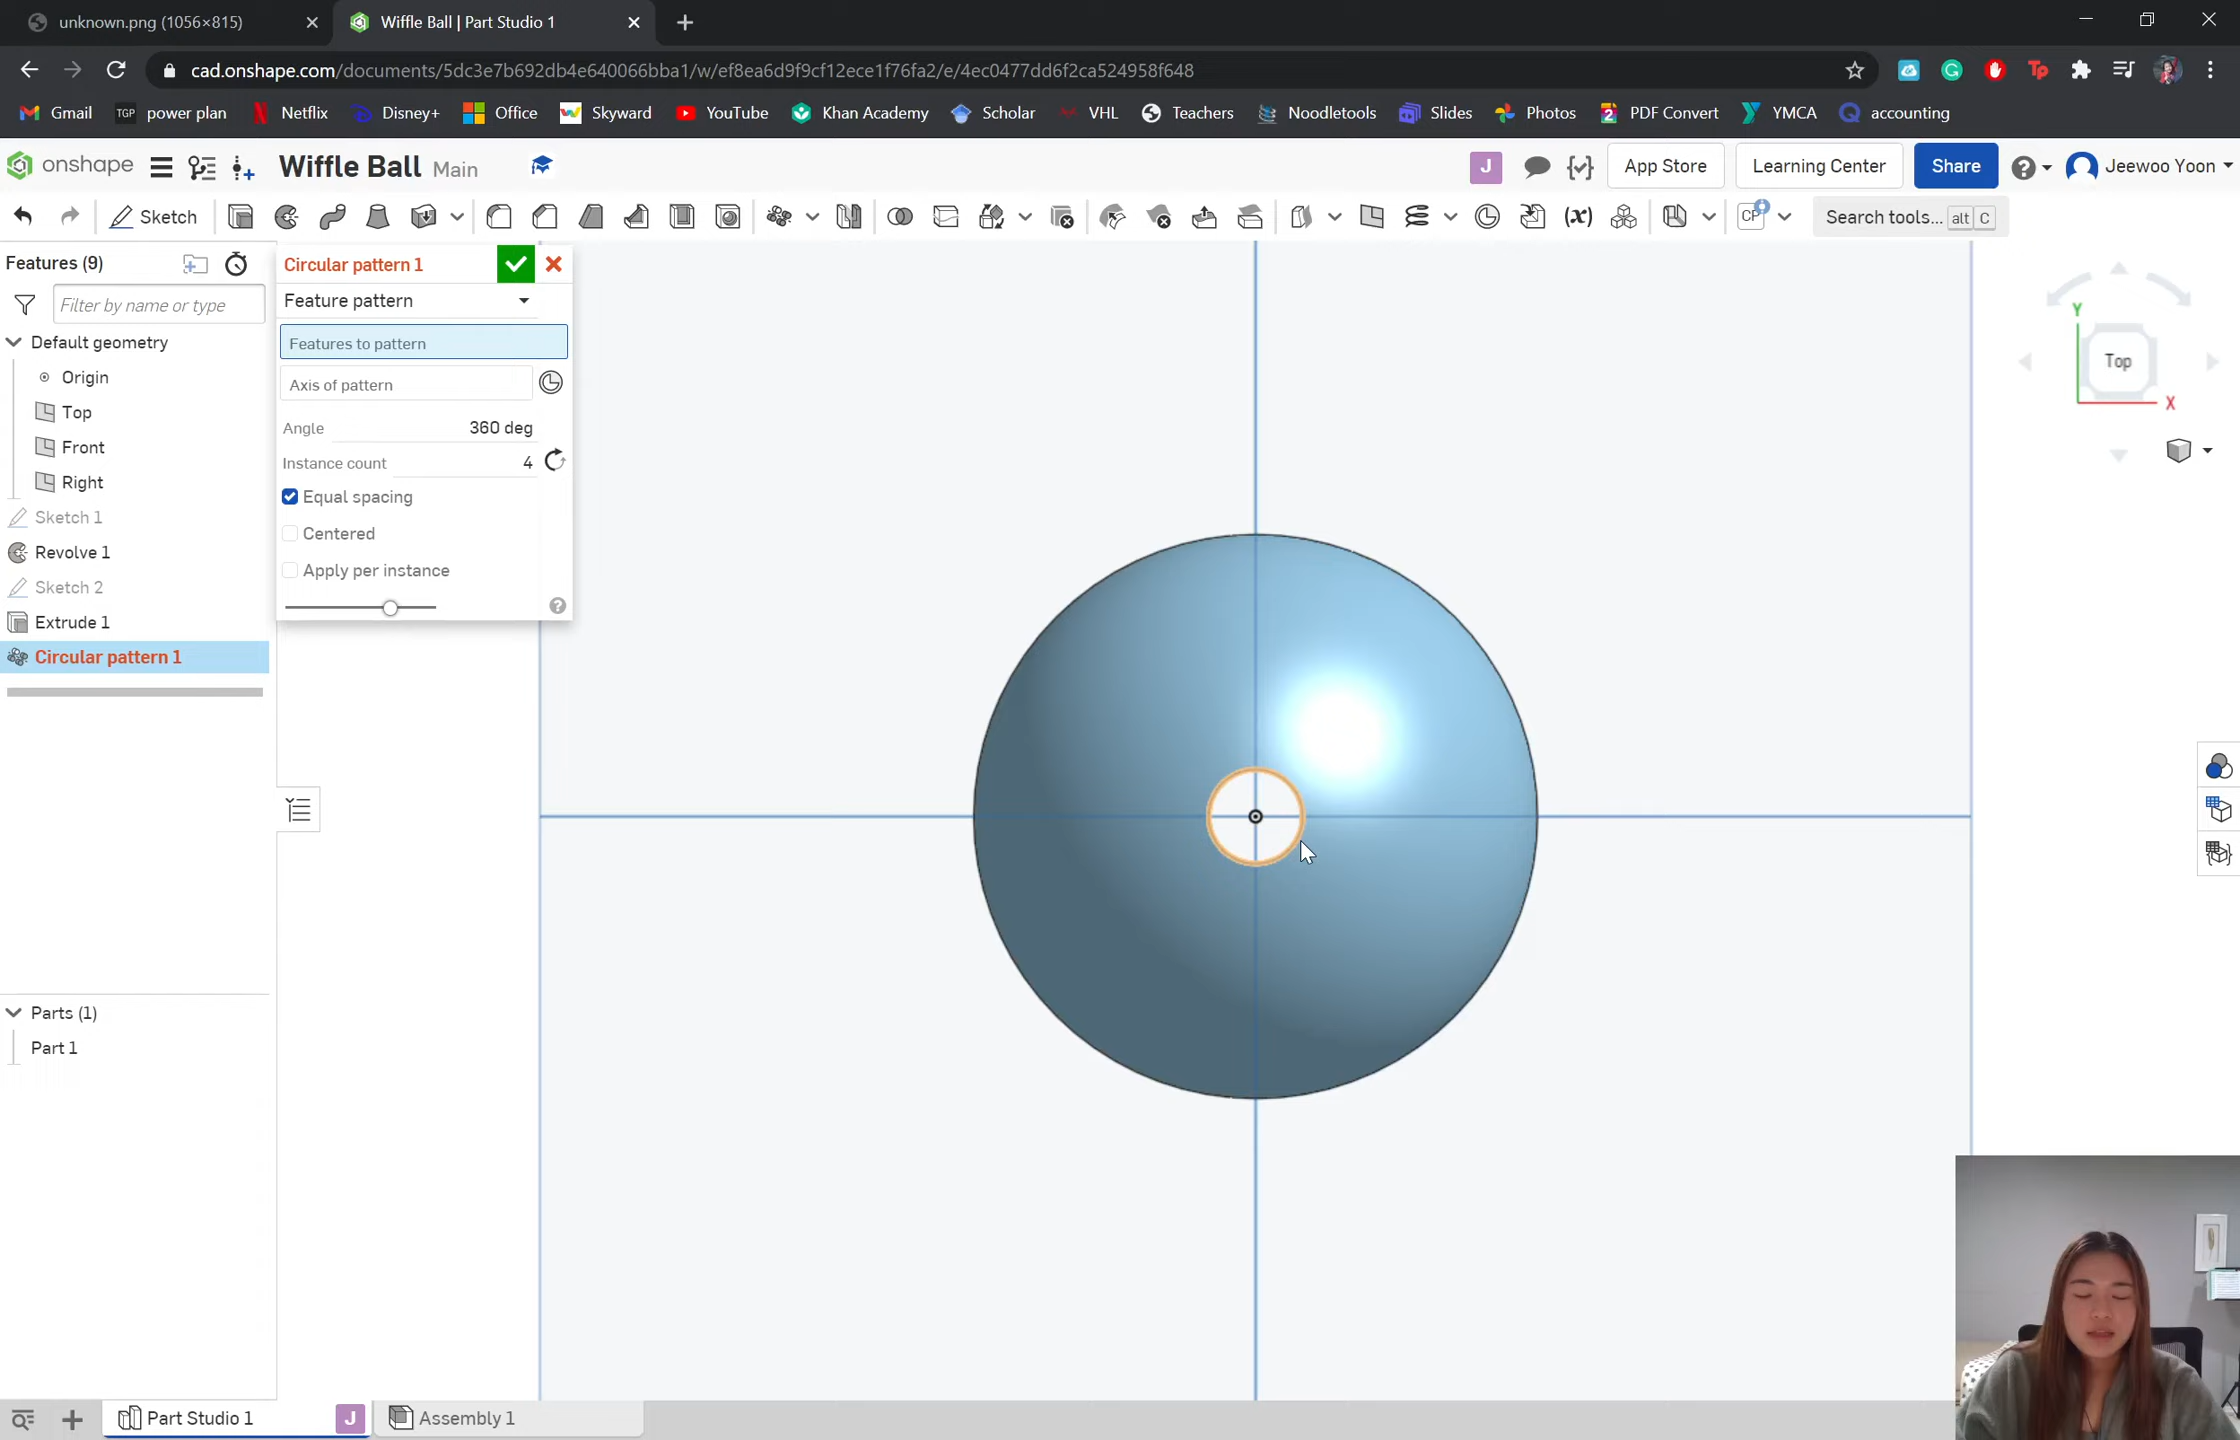 unknown.png (1056×815)
Wiffle Ball | Part Studio 1
cad.onshape.com/documents/5dc3e7b692db4e640066bba1/w/ef8ea6d9f9cf12ece1f76fa2/e/4ec0477dd6f2ca524958f648
Gmail
TGP power plan
Netflix
Disney+
Office
Skyward
YouTube
Khan Academy
Scholar
VHL
Teachers
Noodletools
Slides
Photos
PDF Convert
YMCA
accounting
onshape
Wiffle Ball Main
J
App Store
Learning Center
Share
Jeewoo Yoon
Sketch
(x)
CP
Search tools... alt C
Features (9)
Filter by name or type
Default geometry
Origin
Top
Front
Right
Sketch 1
Revolve 1
Sketch 2
Extrude 1
Circular pattern 1
Circular pattern 1
Feature pattern
Features to pattern
Axis of pattern
Angle 360 deg
Instance count 4
Equal spacing
Centered
Apply per instance
Y
Top
X
Parts (1)
Part 1
Part Studio 1
J
Assembly 1